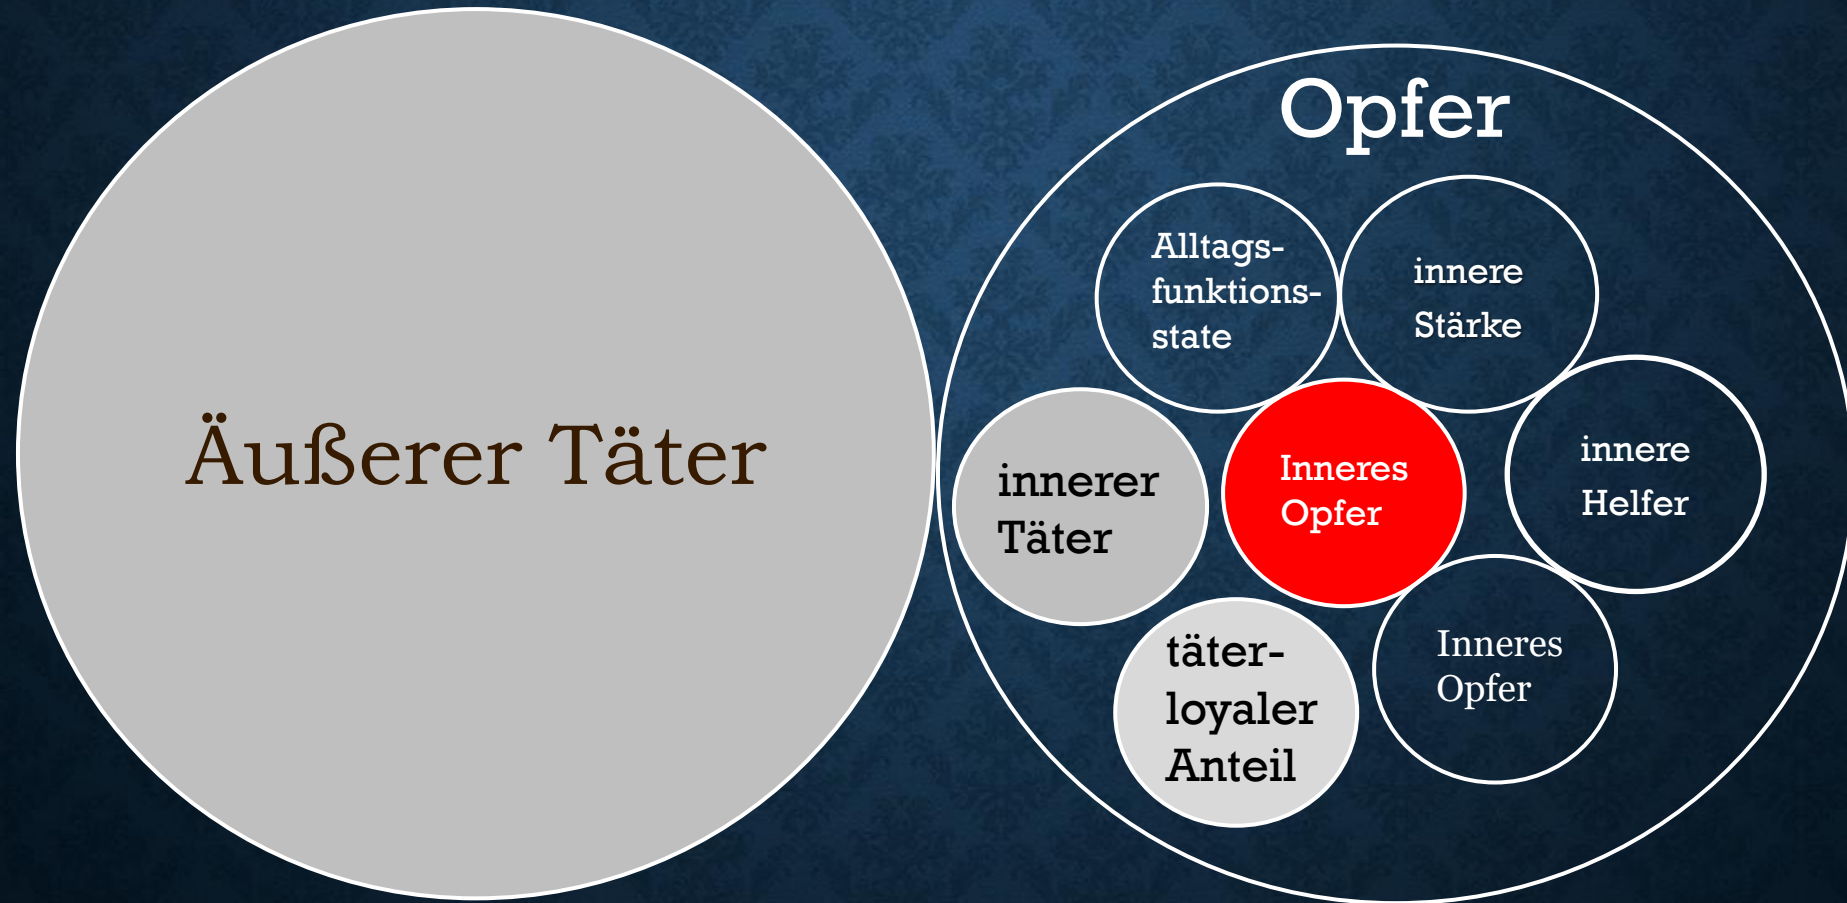 Opfer
Alltags-
funktions-
state
innere
Stärke
Äußerer Täter
innerer
Täter
Inneres
Opfer
innere
Helfer
täter-
loyaler
Anteil
Inneres
Opfer